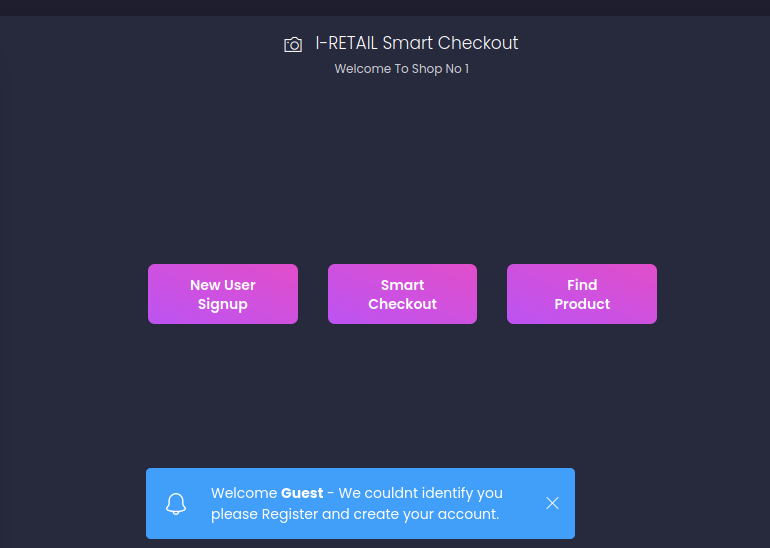 I-RETAIL Smart Checkout
Welcome To Shop No 1
New User
Signup
Smart
Checkout
Find
Product
Welcome Guest - We couldnt identify you
please Register and create your account.